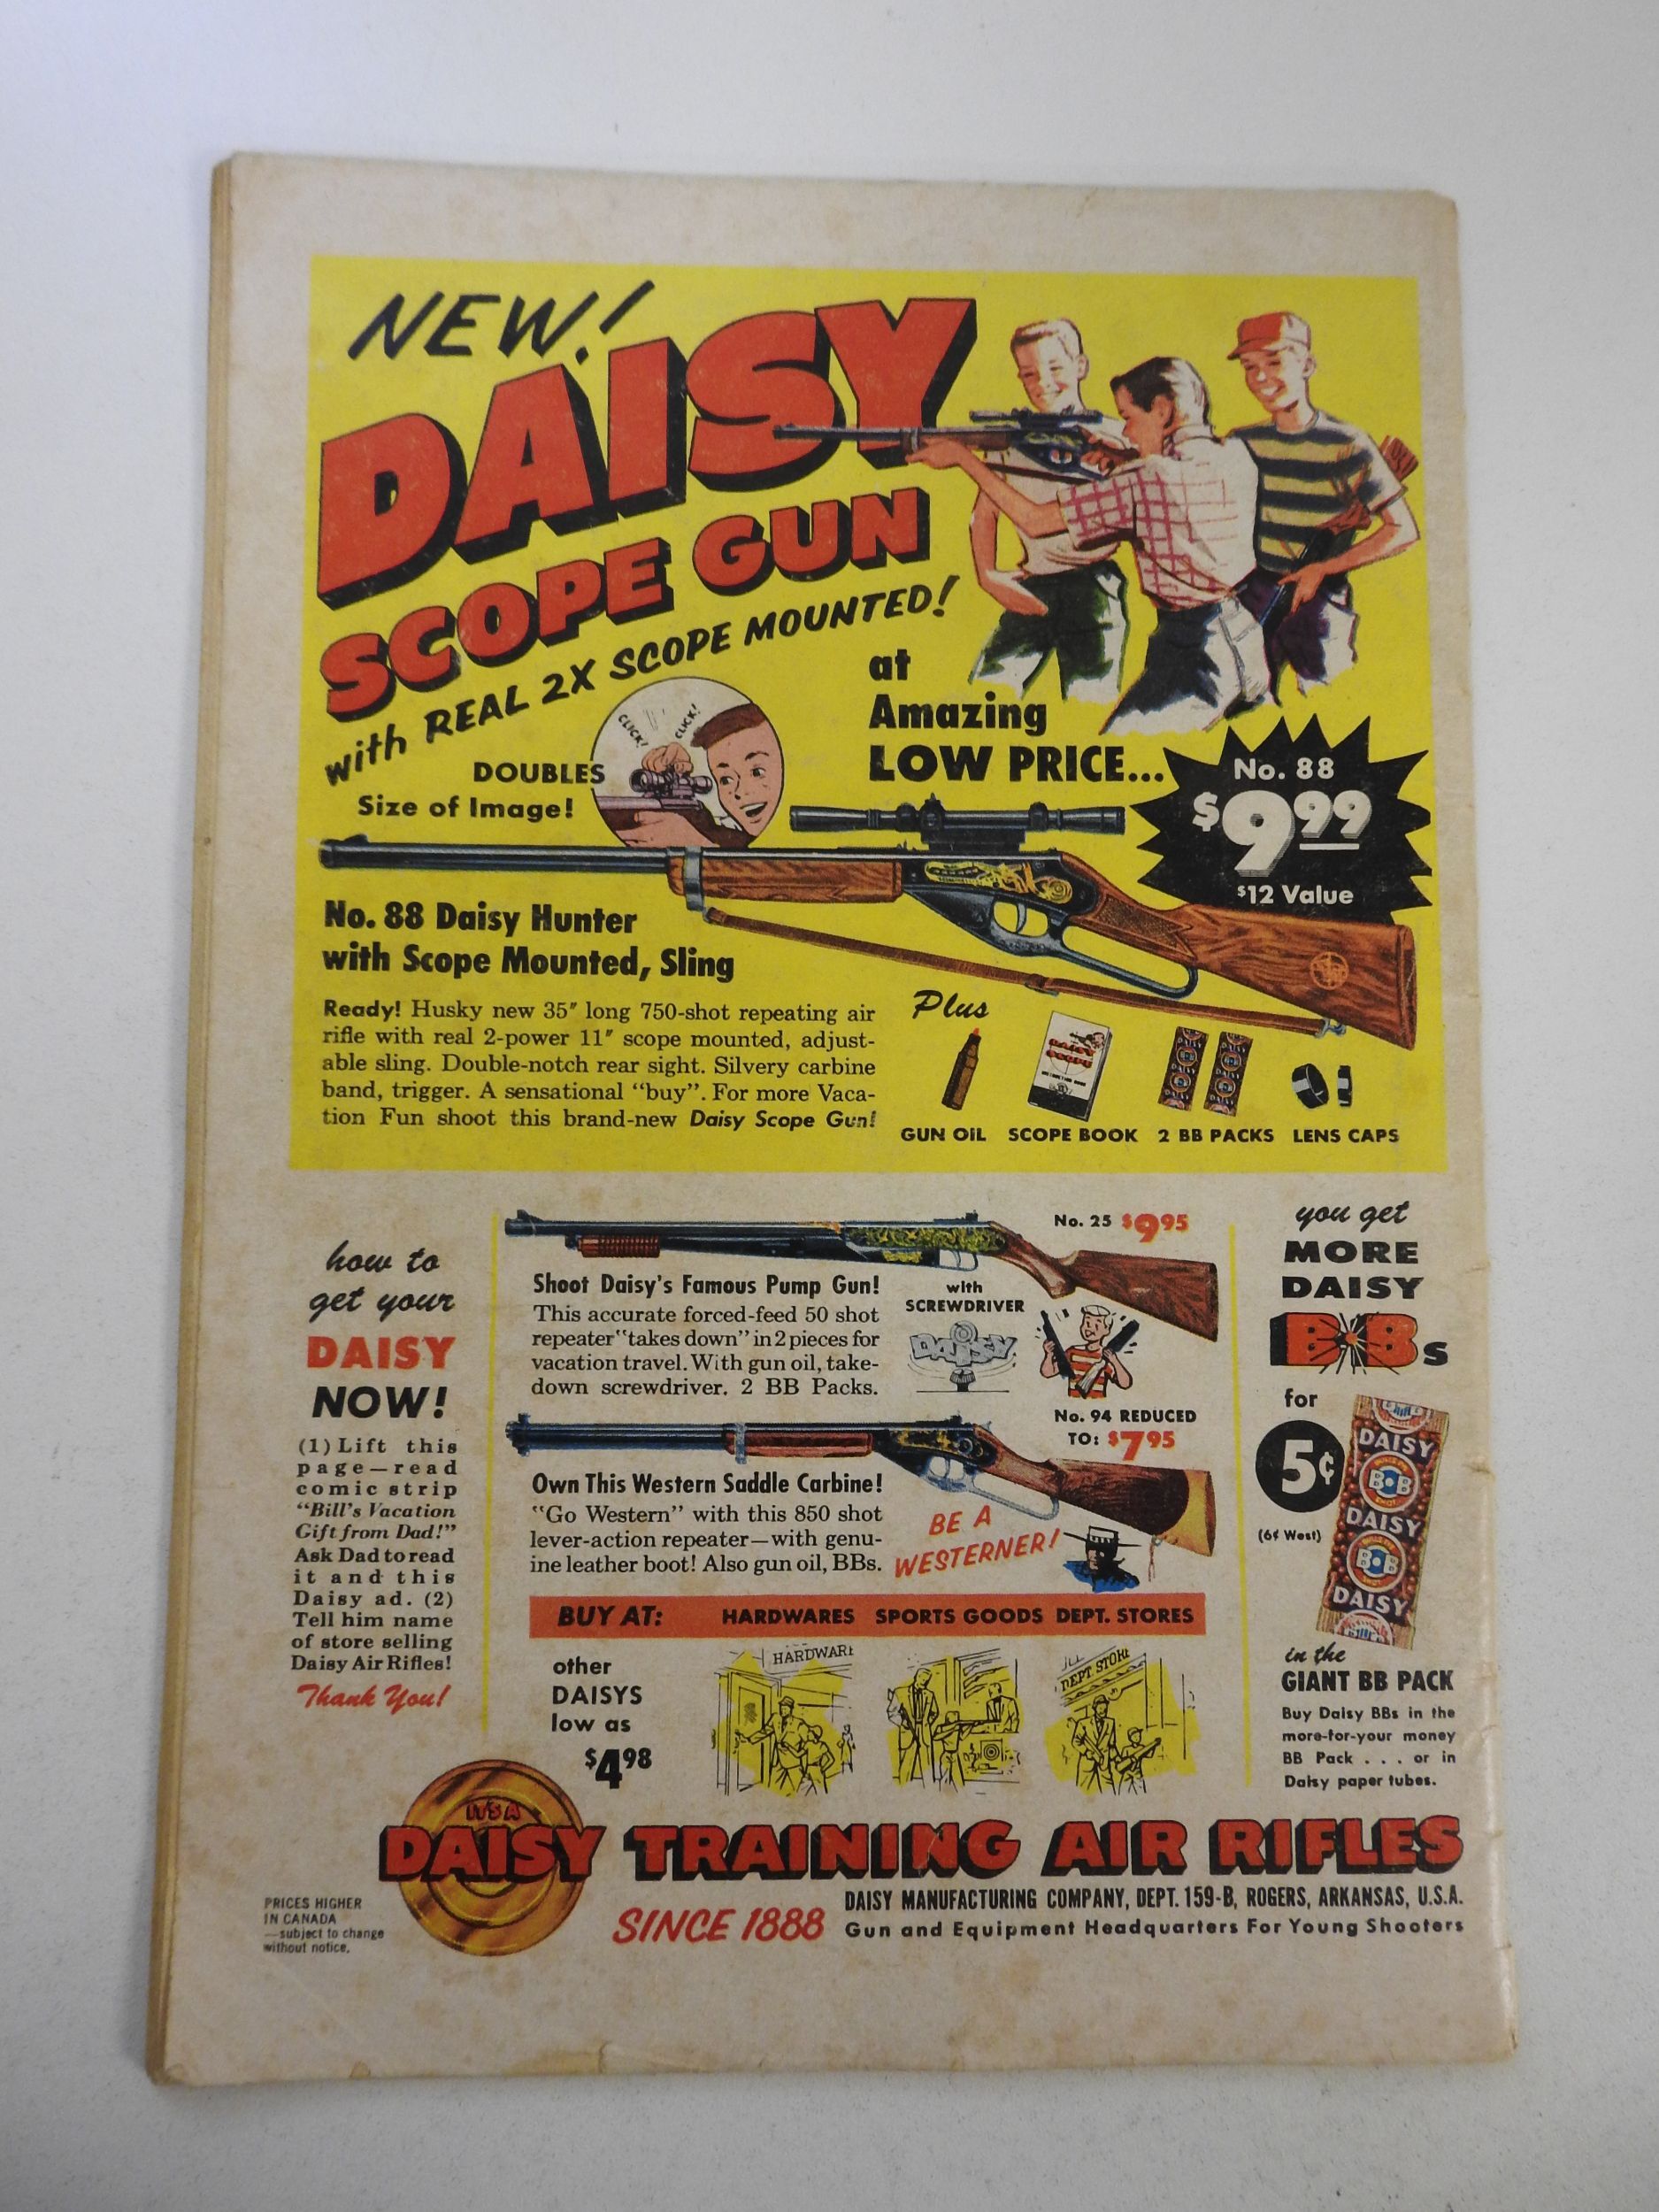 NEW!
DAISY
SCOPE GUN
with REAL 2X SCOPE MOUNTED!
DOUBLES
Size of Image!
CLICK! CLICK!
at
Amazing
LOW PRICE...
No. 88
$9.99
$12 Value
No. 88 Daisy Hunter
with Scope Mounted, Sling
Ready! Husky new 35″ long 750-shot repeating air
rifle with real 2-power 11″ scope mounted, adjust-
able sling. Double-notch rear sight. Silvery carbine
band, trigger. A sensational "buy". For more Vaca-
tion Fun shoot this brand-new Daisy Scope Gun!
Plus
DAISY
SCOPE
GUN OIL SCOPE BOOK 2 BB PACKS LENS CAPS
how to
get your
DAISY
NOW!
(1) Lift this
page—read
comic strip
"Bill's Vacation
Gift from Dad!"
Ask Dad to read
it and this
Daisy ad. (2)
Tell him name
of store selling
Daisy Air Rifles!
Thank You!
No. 25 $9.95
Shoot Daisy's Famous Pump Gun!
This accurate forced-feed 50 shot
repeater "takes down" in 2 pieces for
vacation travel. With gun oil, take-
down screwdriver. 2 BB Packs.
with
SCREWDRIVER
DAISY
No. 94 REDUCED
TO: $7.95
Own This Western Saddle Carbine!
"Go Western" with this 850 shot
lever-action repeater—with genu-
ine leather boot! Also gun oil, BBs.
BE A
WESTERNER!
BUY AT: HARDWARES SPORTS GOODS DEPT. STORES
other
DAISYS
low as
$4.98
HARDWARE
DEPT STORE
you get
MORE
DAISY
BBs
for
5¢
(6¢ West)
DAISY
BB
SHOT
DAISY
BB
SHOT
DAISY
in the
GIANT BB PACK
Buy Daisy BBs in the
more-for-your money
BB Pack . . . or in
Daisy paper tubes.
IT'S A
DAISY TRAINING AIR RIFLES
SINCE 1888
DAISY MANUFACTURING COMPANY, DEPT. 159-B, ROGERS, ARKANSAS, U.S.A.
Gun and Equipment Headquarters For Young Shooters
PRICES HIGHER
IN CANADA
—subject to change
without notice.